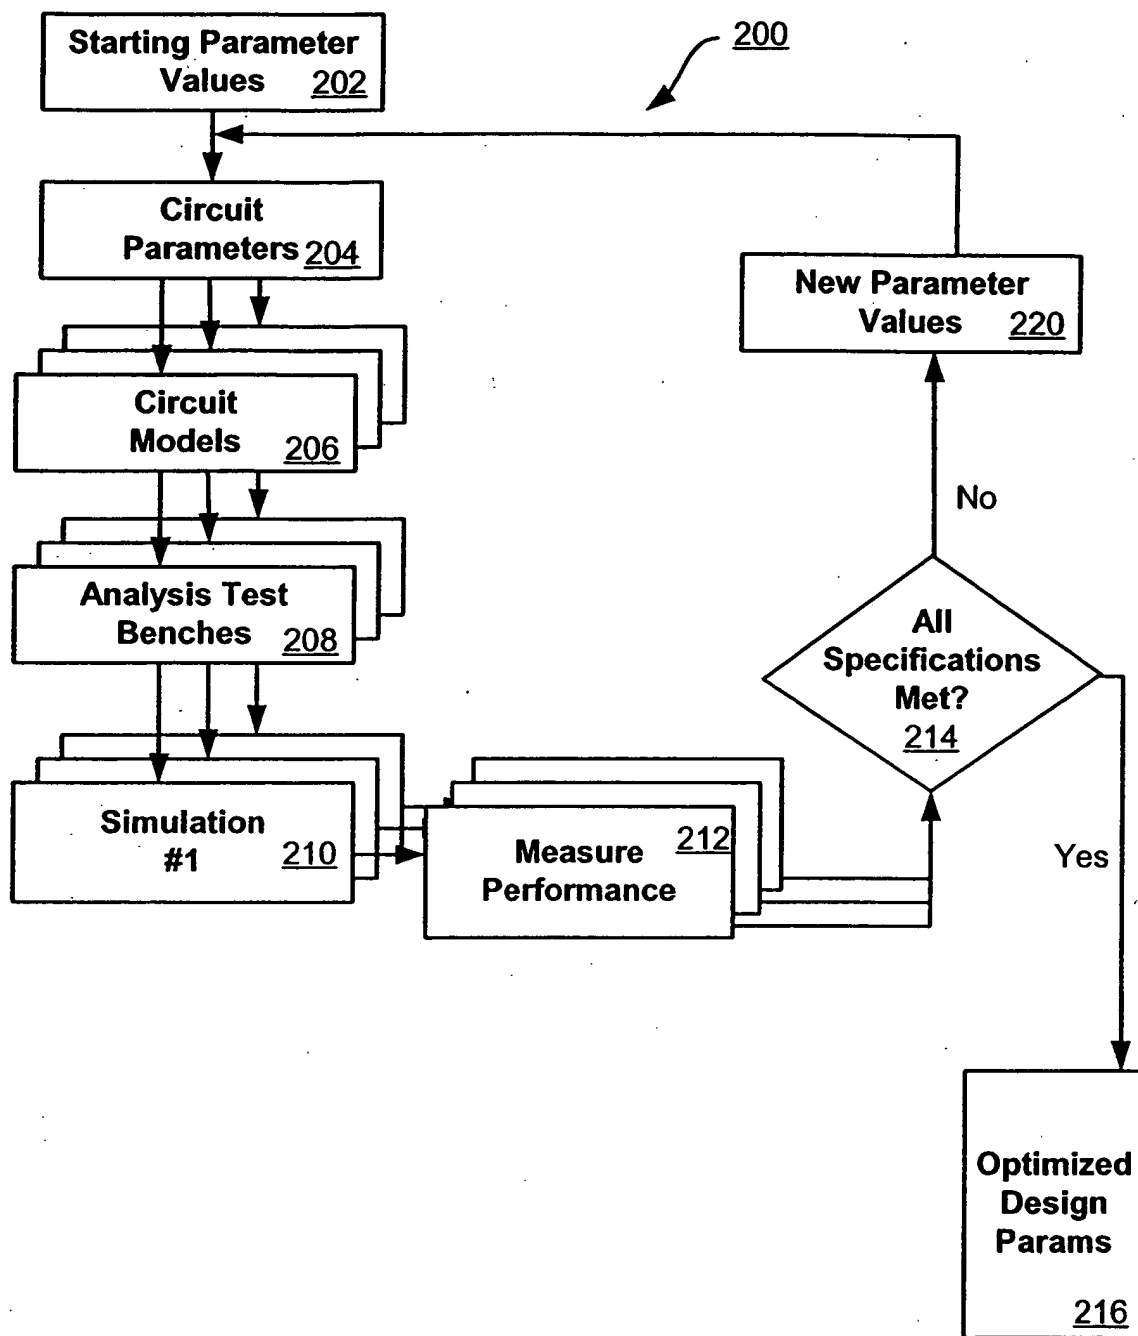 Starting Parameter
Values 202
200
Circuit
Parameters 204
New Parameter
Values 220
Circuit
Models 206
No
Analysis Test
Benches 208
All
Specifications
Met?
214
Simulation
#1 210
Measure 212
Performance
Yes
Optimized
Design
Params
216